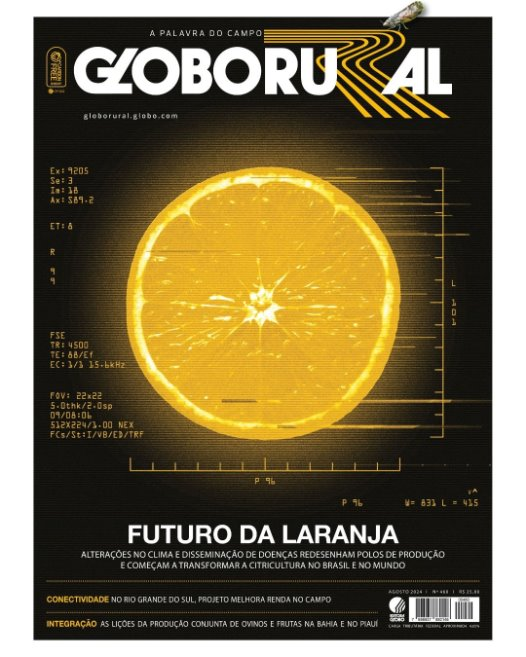 A PALAVRA DO CAMPO
GLOBORURAL
globorural.globo.com
Ex: 9205
Se: 3
Im: 18
Ax: S89.2
ET: 8
R
FSE
TR: 4500
TE: 88/Ef
EC: 1/1 15.6kHz
FOV: 22x22
5.0thk/2.0sp
09/08:06
512X224/1.00 NEX
FCs/St:I/VB/ED/TRF
L
101
P 96
P 96
W= 831 L = 415
FUTURO DA LARANJA
ALTERAÇÕES NO CLIMA E DISSEMINAÇÃO DE DOENÇAS REDESENHAM POLOS DE PRODUÇÃO
E COMEÇAM A TRANSFORMAR A CITRICULTURA NO BRASIL E NO MUNDO
AGOSTO 2024 | Nº 460 | R$ 25,00
CONECTIVIDADE NO RIO GRANDE DO SUL, PROJETO MELHORA RENDA NO CAMPO
INTEGRAÇÃO AS LIÇÕES DA PRODUÇÃO CONJUNTA DE OVINOS E FRUTAS NA BAHIA E NO PIAUÍ